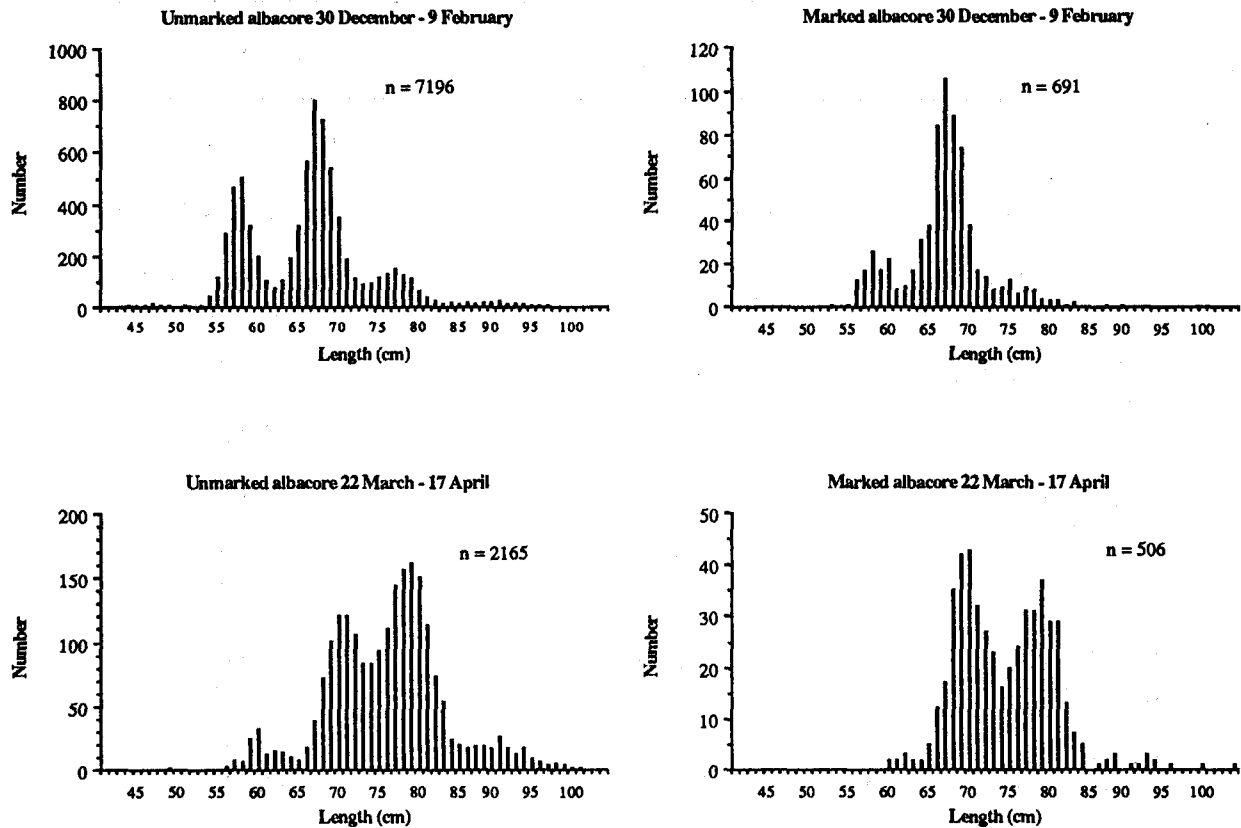 Unmarked albacore 30 December - 9 February
1000
800
600
400
200
0
Number
n = 7196
45 50 55 60 65 70 75 80 85 90 95 100
Length (cm)
Marked albacore 30 December - 9 February
120
100
80
60
40
20
0
Number
n = 691
45 50 55 60 65 70 75 80 85 90 95 100
Length (cm)
Unmarked albacore 22 March - 17 April
200
150
100
50
0
Number
n = 2165
45 50 55 60 65 70 75 80 85 90 95 100
Length (cm)
Marked albacore 22 March - 17 April
50
40
30
20
10
0
Number
n = 506
45 50 55 60 65 70 75 80 85 90 95 100
Length (cm)